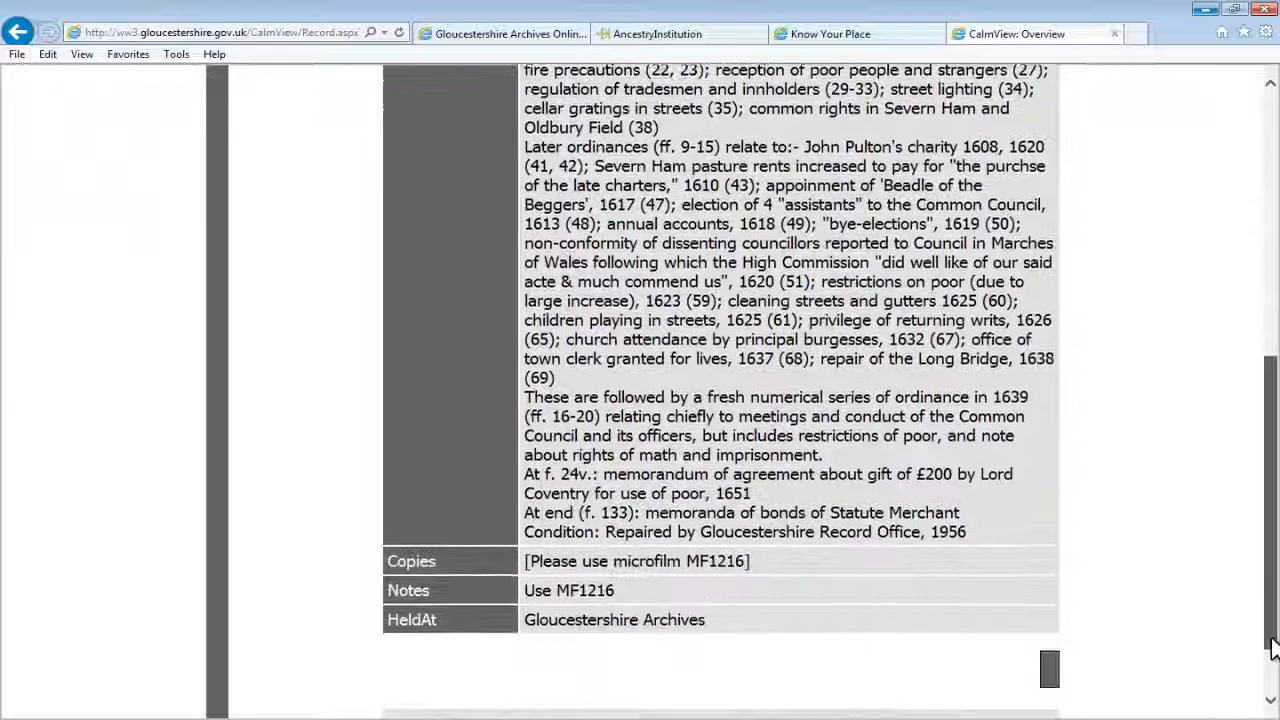 http://ww3.gloucestershire.gov.uk/CalmView/Record.aspx
Gloucestershire Archives Onlin...
AncestryInstitution
Know Your Place
CalmView: Overview
File Edit View Favorites Tools Help
fire precautions (22, 23); reception of poor people and strangers (27);
regulation of tradesmen and innholders (29-33); street lighting (34);
cellar gratings in streets (35); common rights in Severn Ham and
Oldbury Field (38)
Later ordinances (ff. 9-15) relate to:- John Pulton's charity 1608, 1620
(41, 42); Severn Ham pasture rents increased to pay for "the purchse
of the late charters," 1610 (43); appoinment of 'Beadle of the
Beggers', 1617 (47); election of 4 "assistants" to the Common Council,
1613 (48); annual accounts, 1618 (49); "bye-elections", 1619 (50);
non-conformity of dissenting councillors reported to Council in Marches
of Wales following which the High Commission "did well like of our said
acte & much commend us", 1620 (51); restrictions on poor (due to
large increase), 1623 (59); cleaning streets and gutters 1625 (60);
children playing in streets, 1625 (61); privilege of returning writs, 1626
(65); church attendance by principal burgesses, 1632 (67); office of
town clerk granted for lives, 1637 (68); repair of the Long Bridge, 1638
(69)
These are followed by a fresh numerical series of ordinance in 1639
(ff. 16-20) relating chiefly to meetings and conduct of the Common
Council and its officers, but includes restrictions of poor, and note
about rights of math and imprisonment.
At f. 24v.: memorandum of agreement about gift of £200 by Lord
Coventry for use of poor, 1651
At end (f. 133): memoranda of bonds of Statute Merchant
Condition: Repaired by Gloucestershire Record Office, 1956
Copies [Please use microfilm MF1216]
Notes Use MF1216
HeldAt Gloucestershire Archives